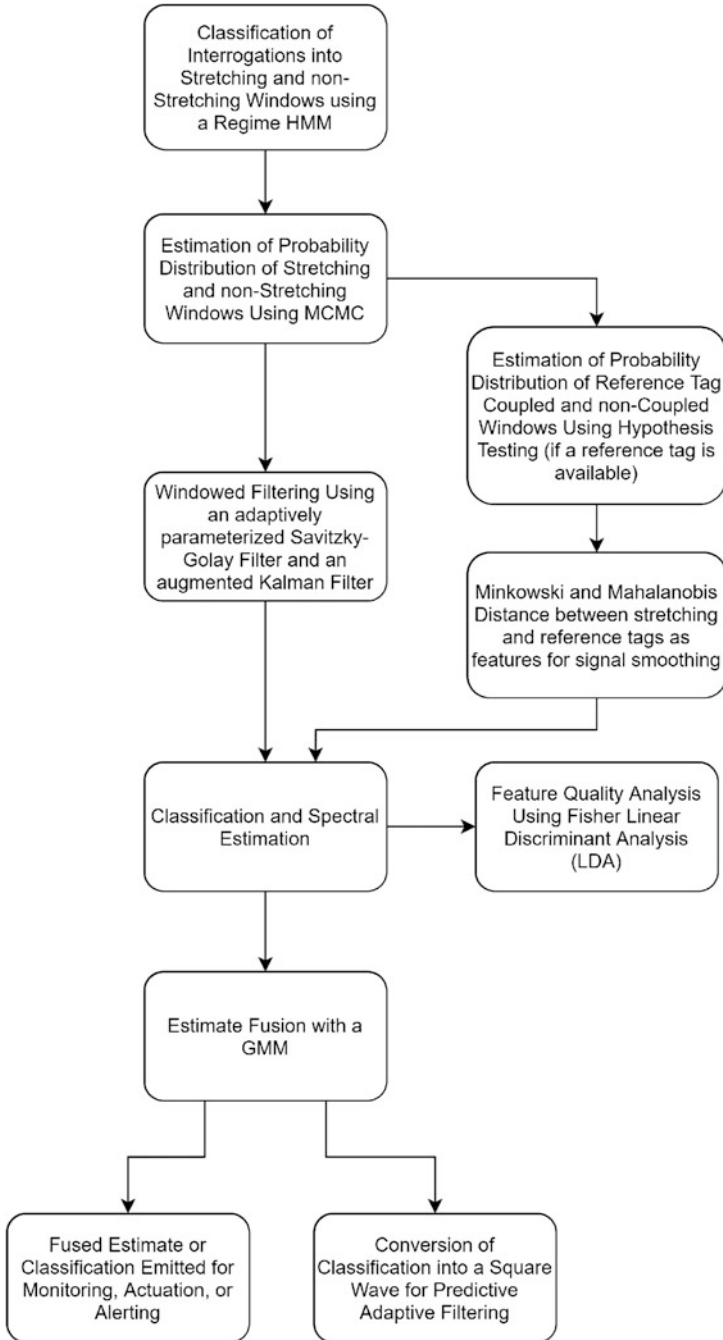 Classification of
Interrogations into
Stretching and non-
Stretching Windows using
a Regime HMM
Estimation of Probability
Distribution of Stretching
and non-Stretching
Windows Using MCMC
Estimation of Probability
Distribution of Reference Tag
Coupled and non-Coupled
Windows Using Hypothesis
Testing (if a reference tag is
available)
Windowed Filtering Using
an adaptively
parameterized Savitzky-
Golay Filter and an
augmented Kalman Filter
Minkowski and Mahalanobis
Distance between stretching
and reference tags as
features for signal smoothing
Classification and Spectral
Estimation
Feature Quality Analysis
Using Fisher Linear
Discriminant Analysis
(LDA)
Estimate Fusion with a
GMM
Fused Estimate or
Classification Emitted for
Monitoring, Actuation, or
Alerting
Conversion of
Classification into a Square
Wave for Predictive
Adaptive Filtering